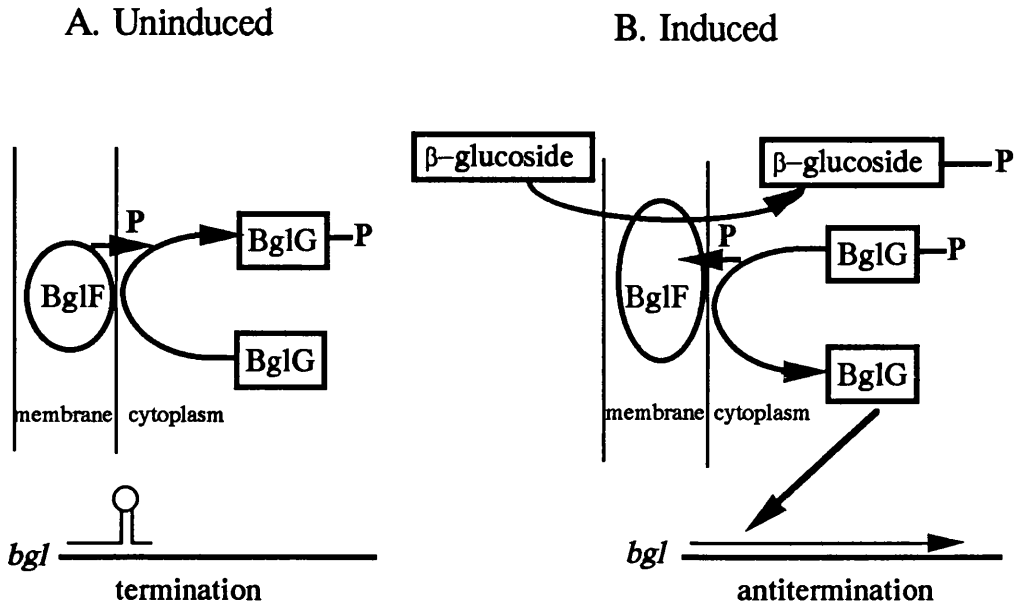 A. Uninduced
B. Induced
P
BglG
P
BglF
BglG
membrane
cytoplasm
bgl
termination
β–glucoside
β–glucoside
P
P
BglG
P
BglF
BglG
membrane
cytoplasm
bgl
antitermination